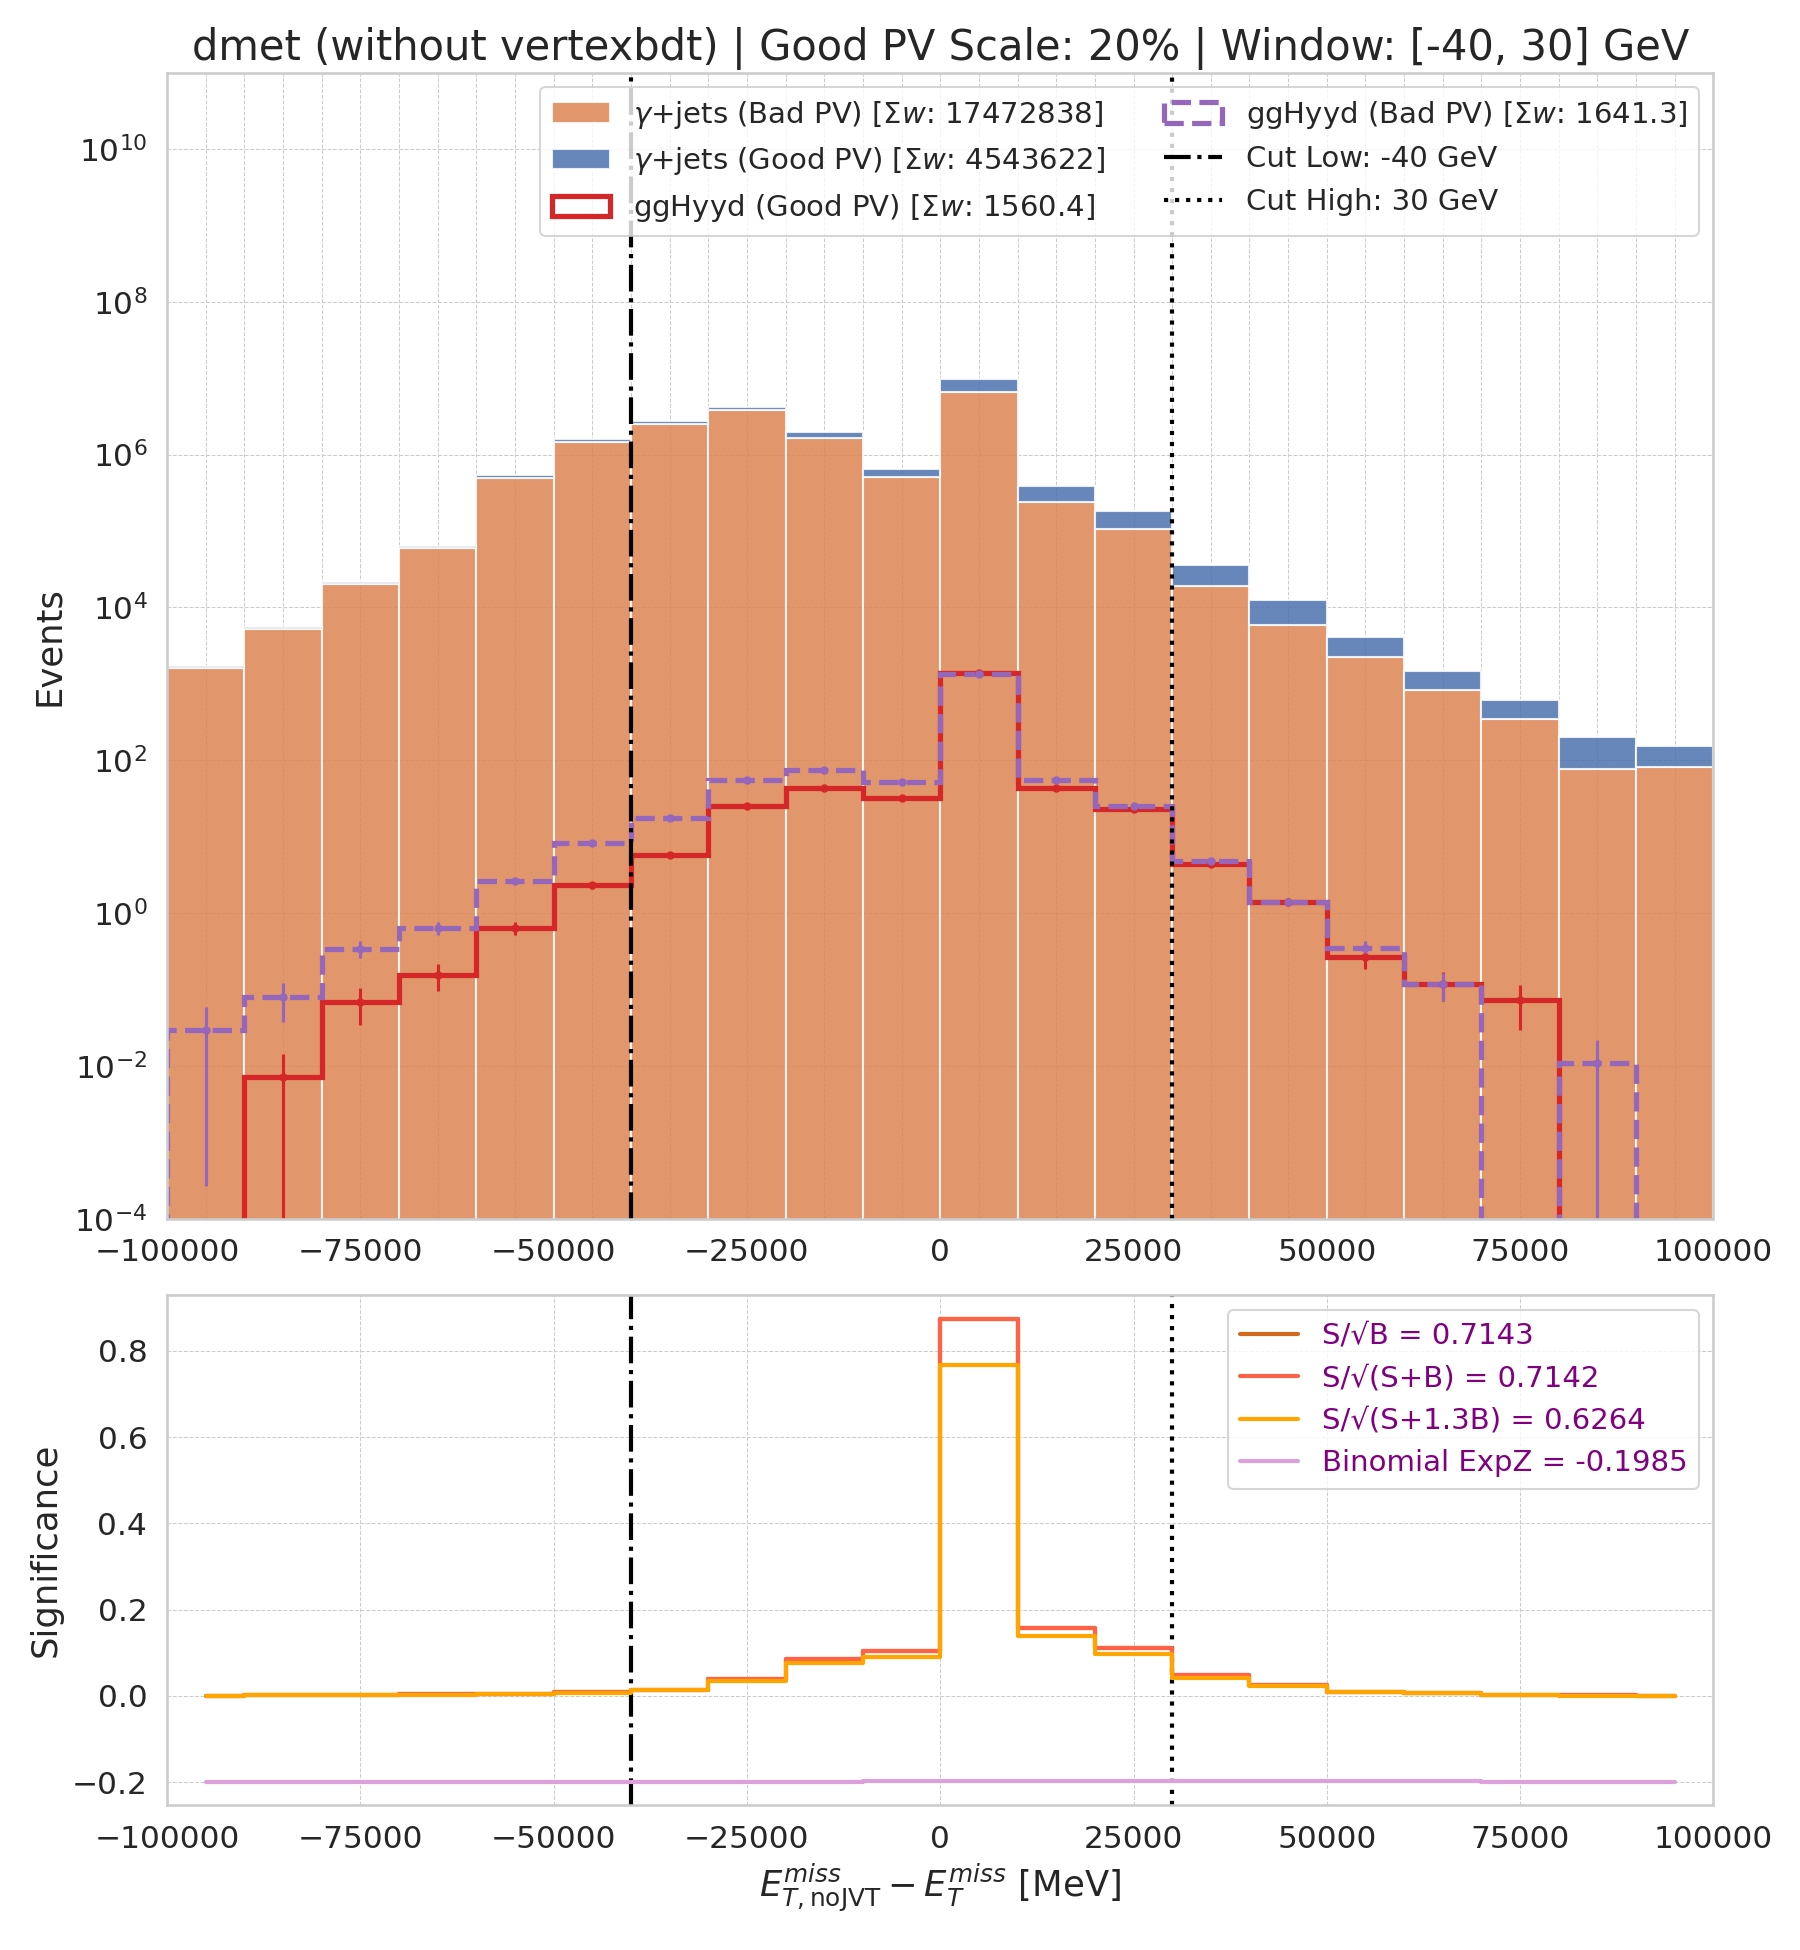 dmet (without vertexbdt) | Good PV Scale: 20% | Window: [-40, 30] GeV
γ+jets (Bad PV) [Σw: 17472838]
γ+jets (Good PV) [Σw: 4543622]
ggHyyd (Good PV) [Σw: 1560.4]
ggHyyd (Bad PV) [Σw: 1641.3]
Cut Low: -40 GeV
Cut High: 30 GeV
Events
10^10
10^8
10^6
10^4
10^2
10^0
10^−2
10^−4
−100000 −75000 −50000 −25000 0 25000 50000 75000 100000
S/√B = 0.7143
S/√(S+B) = 0.7142
S/√(S+1.3B) = 0.6264
Binomial ExpZ = -0.1985
Significance
0.8
0.6
0.4
0.2
0.0
−0.2
−100000 −75000 −50000 −25000 0 25000 50000 75000 100000
E_{T,noJVT}^{miss} − E_T^{miss} [MeV]